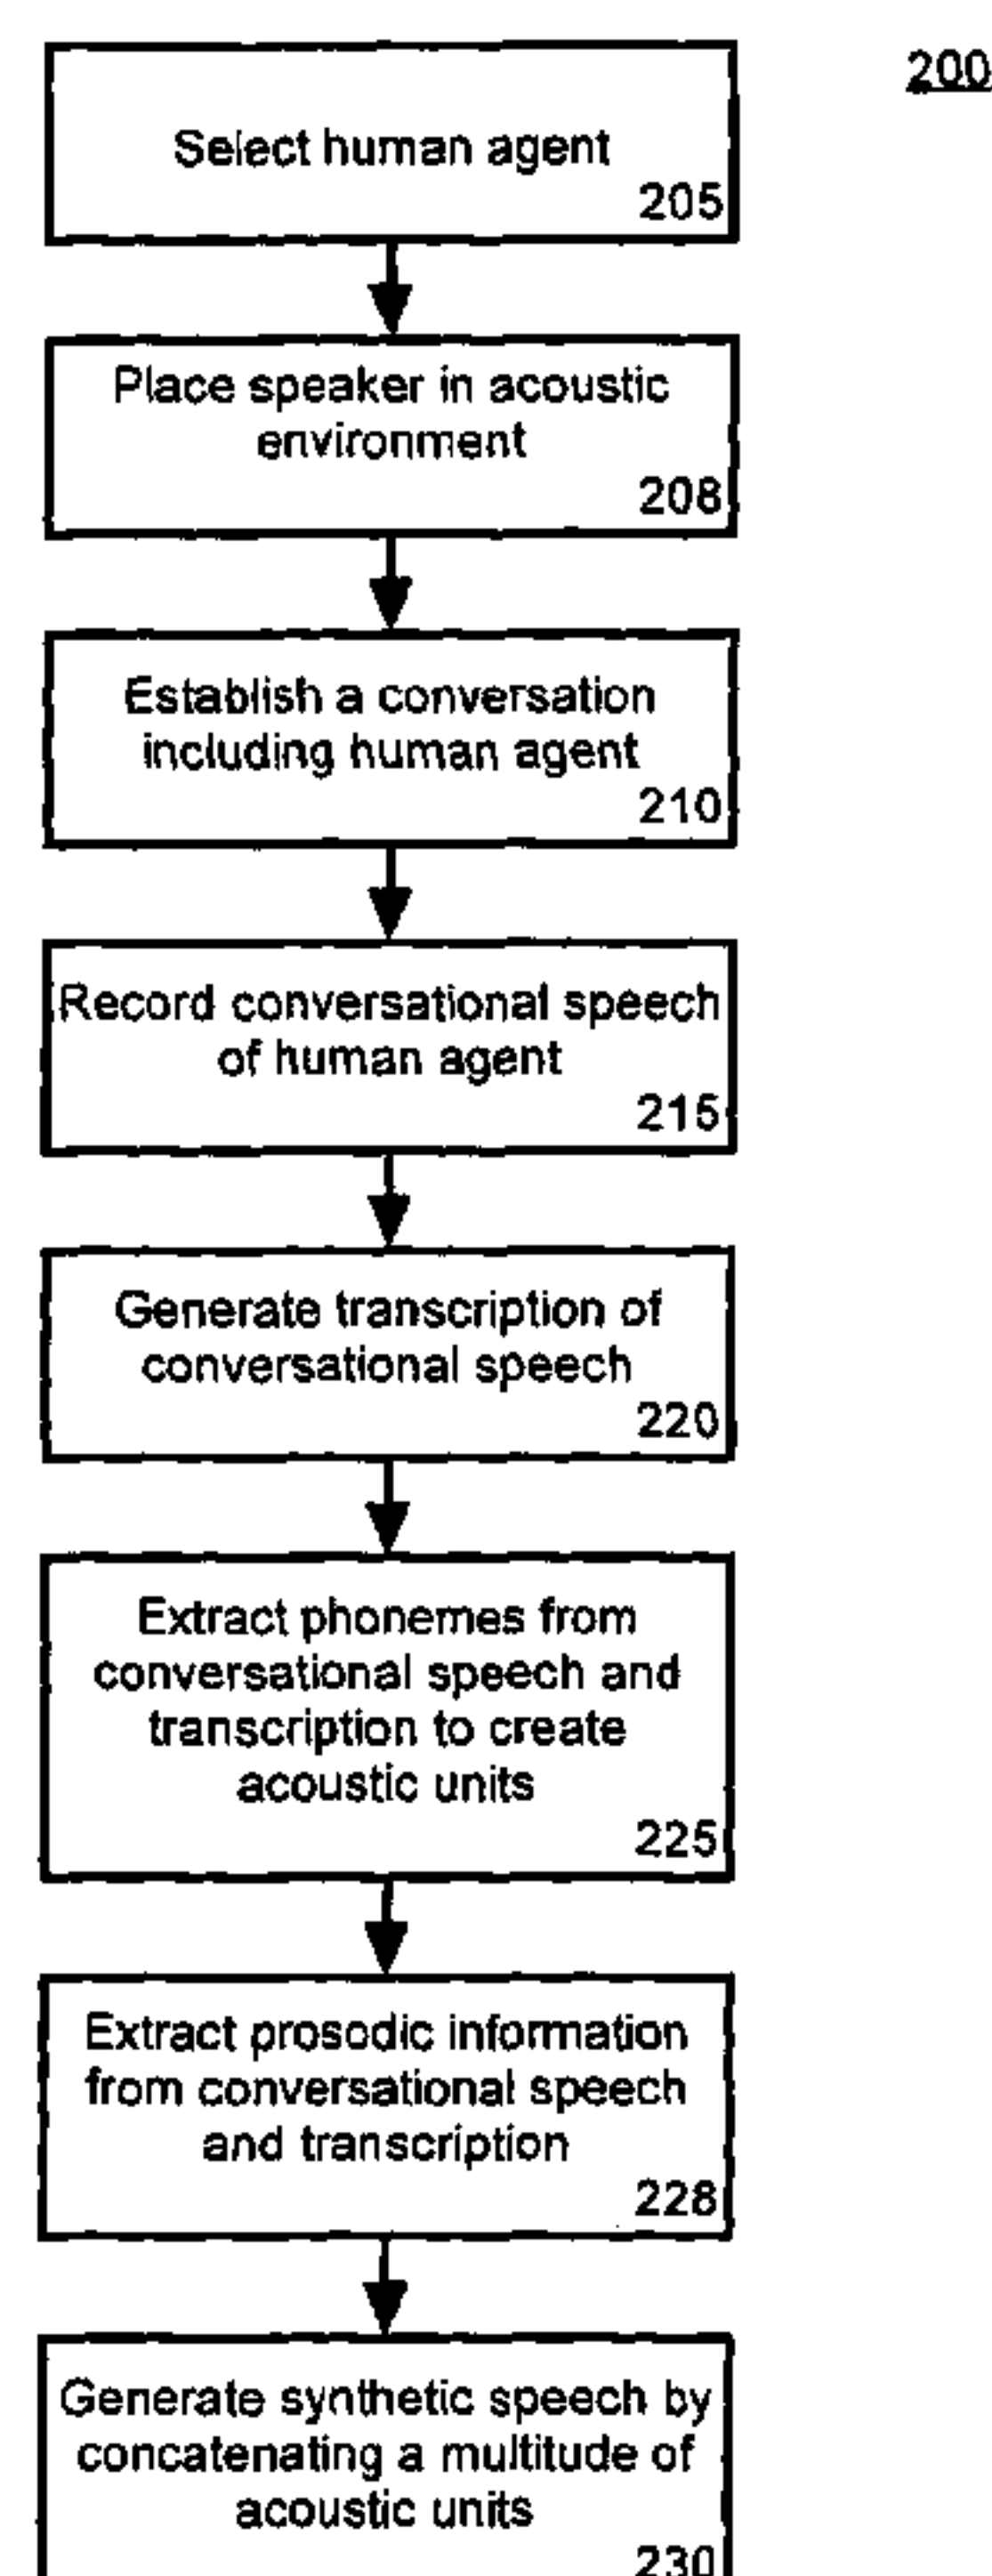 200
Select human agent
205
Place speaker in acoustic
environment
208
Establish a conversation
including human agent
210
Record conversational speech
of human agent
215
Generate transcription of
conversational speech
220
Extract phonemes from
conversational speech and
transcription to create
acoustic units
225
Extract prosodic information
from conversational speech
and transcription
228
Generate synthetic speech by
concatenating a multitude of
acoustic units
230